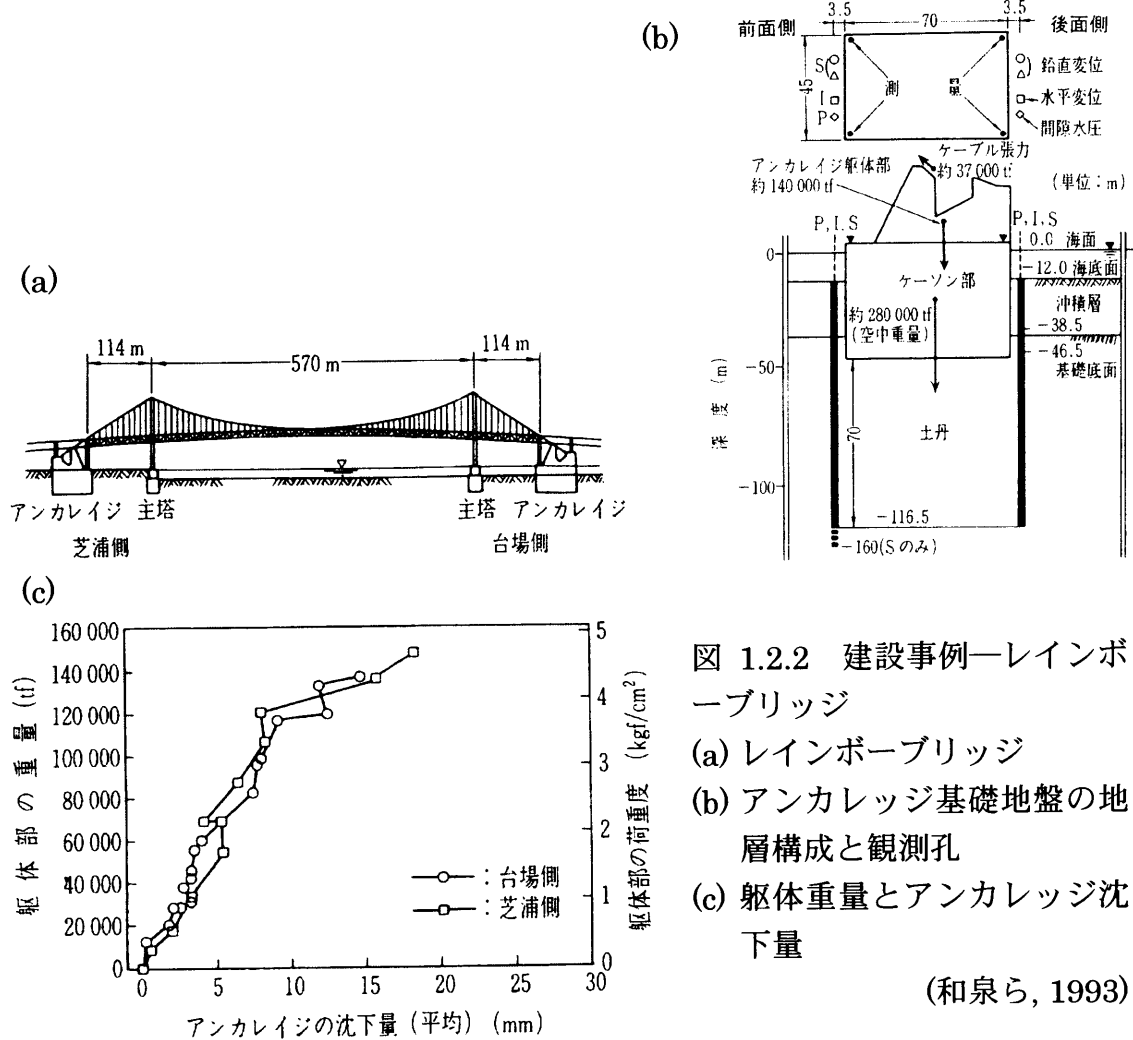 (a)
114 m
570 m
114 m
アンカレイジ 主塔
主塔 アンカレイジ
芝浦側
台場側
(b)
前面側
3.5
70
3.5
後面側
45
S
I
P
測
量
鉛直変位
水平変位
間隙水圧
ケーブル張力
約 37 000 tf
アンカレイジ躯体部
約 140 000 tf
(単位:m)
P, I, S
P, I, S
0.0 海面
-12.0 海底面
ケーソン部
沖積層
約 280 000 tf
(空中重量)
-38.5
-46.5
基礎底面
0
-50
-100
深度 (m)
70
土丹
-116.5
-160(Sのみ)
(c)
160 000
140 000
120 000
100 000
80 000
60 000
40 000
20 000
0
躯体部の重量 (tf)
5
4
3
2
1
0
躯体部の荷重度 (kgf/cm²)
:台場側
:芝浦側
0 5 10 15 20 25 30
アンカレイジの沈下量 (平均) (mm)
図 1.2.2 建設事例―レインボ
ーブリッジ
(a) レインボーブリッジ
(b) アンカレッジ基礎地盤の地
層構成と観測孔
(c) 躯体重量とアンカレッジ沈
下量
(和泉ら, 1993)